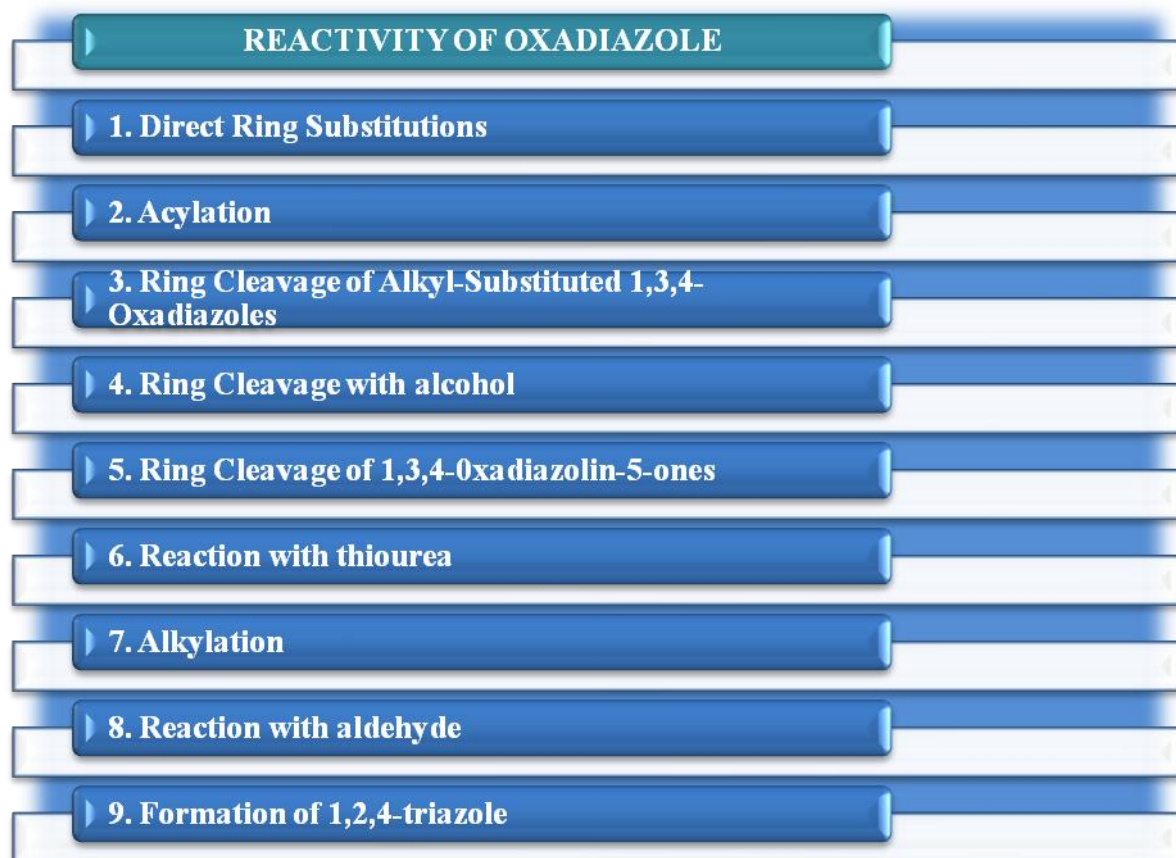 REACTIVITY OF OXADIAZOLE
1. Direct Ring Substitutions
2. Acylation
3. Ring Cleavage of Alkyl-Substituted 1,3,4-
Oxadiazoles
4. Ring Cleavage with alcohol
5. Ring Cleavage of 1,3,4-0xadiazolin-5-ones
6. Reaction with thiourea
7. Alkylation
8. Reaction with aldehyde
9. Formation of 1,2,4-triazole